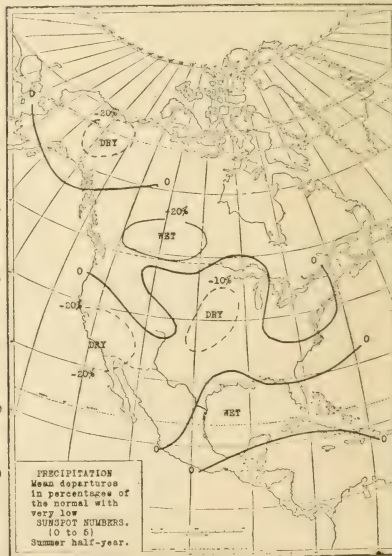 0
-20%
DRY
0
-20%
WET
0
0
-10%
-20%
DRY
DRY
-20%
WET
0
0
0
0
PRECIPITATION
Mean departures
in percentages of
the normal with
very low
SUNSPOT NUMBERS.
(0 to 5)
Summer half-year.